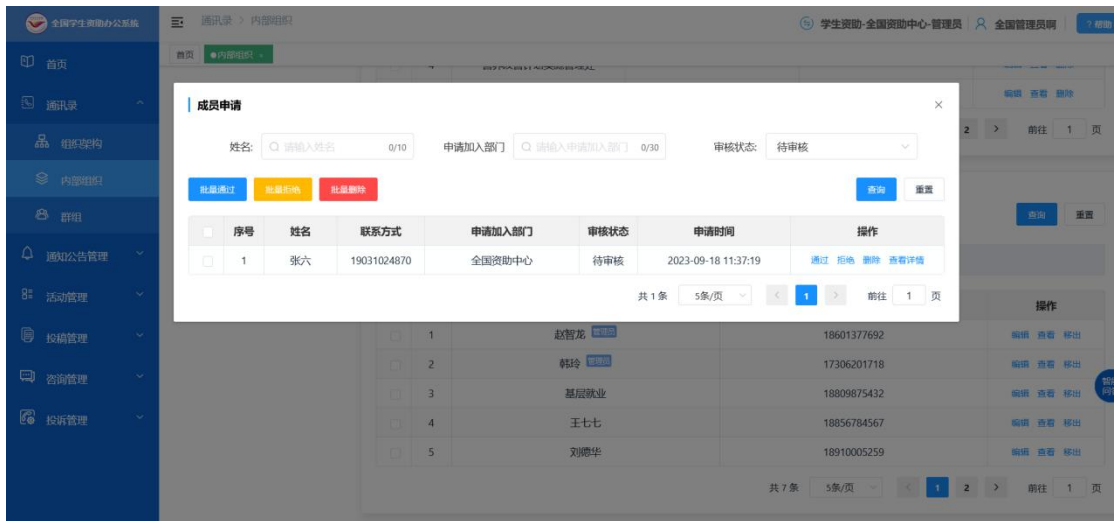 全国学生资助办公系统
通讯录 > 内部组织
学生资助-全国资助中心-管理员 全国管理员啊 ? 帮助
首页 内部组织 ×
首页
通讯录
组织架构
内部组织
群组
通知公告管理
活动管理
投稿管理
咨询管理
投诉管理
编辑 查看 删除
2 > 前往 1 页
查询 重置
成员申请 ×
姓名: 请输入姓名 0/10 申请加入部门 请输入申请加入部门 0/30 审核状态: 待审核
批量通过 批量拒绝 批量删除 查询 重置
序号 姓名 联系方式 申请加入部门 审核状态 申请时间 操作
1 张六 19031024870 全国资助中心 待审核 2023-09-18 11:37:19 通过 拒绝 删除 查看详情
共 1 条 5条/页 < 1 > 前往 1 页
操作
1 赵智龙 管理员 18601377692 编辑 查看 移出
2 韩玲 管理员 17306201718 编辑 查看 移出
3 基层就业 18809875432 编辑 查看 移出
4 王七七 18856784567 编辑 查看 移出
5 刘德华 18910005259 编辑 查看 移出
共 7 条 5条/页 < 1 2 > 前往 1 页